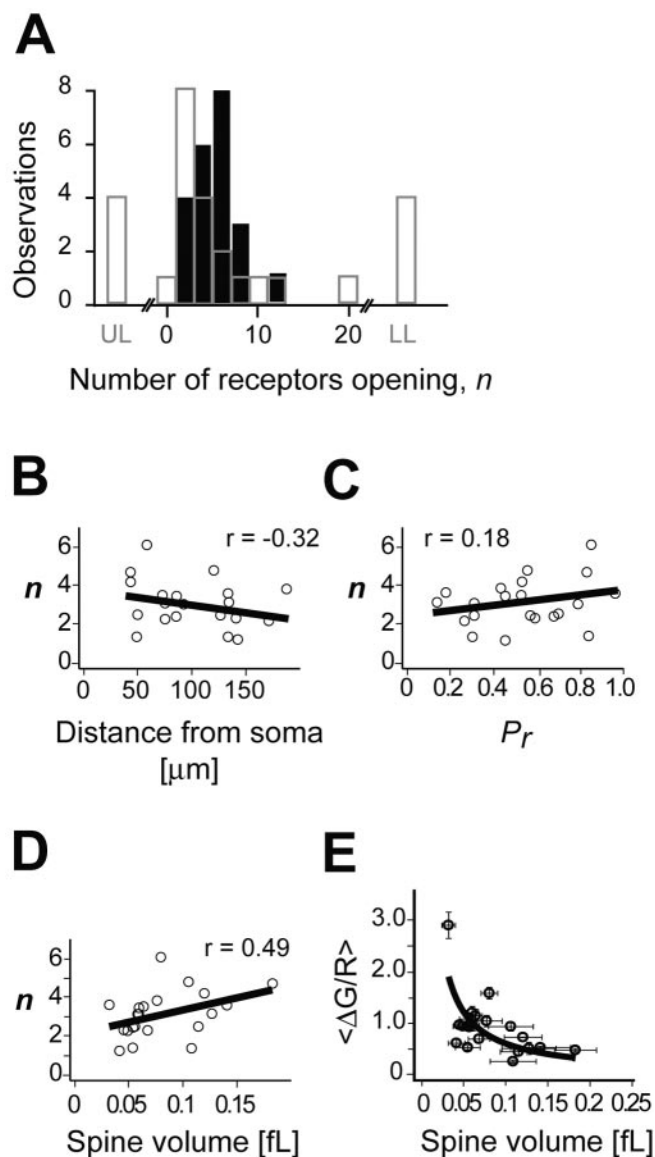 A
8
6
4
2
0
Observations
UL 0 10 20 LL
Number of receptors opening, n
B
r = -0.32
6
4
2
0
n
0 50 100 150
Distance from soma
[μm]
C
r = 0.18
6
4
2
0
n
0 0.2 0.4 0.6 0.8 1.0
Pr
D
r = 0.49
6
4
2
0
n
0 0.05 0.1 0.15
Spine volume [fL]
E
3.0
2.0
1.0
0
<ΔG/R>
0 0.05 0.1 0.15 0.2 0.25
Spine volume [fL]